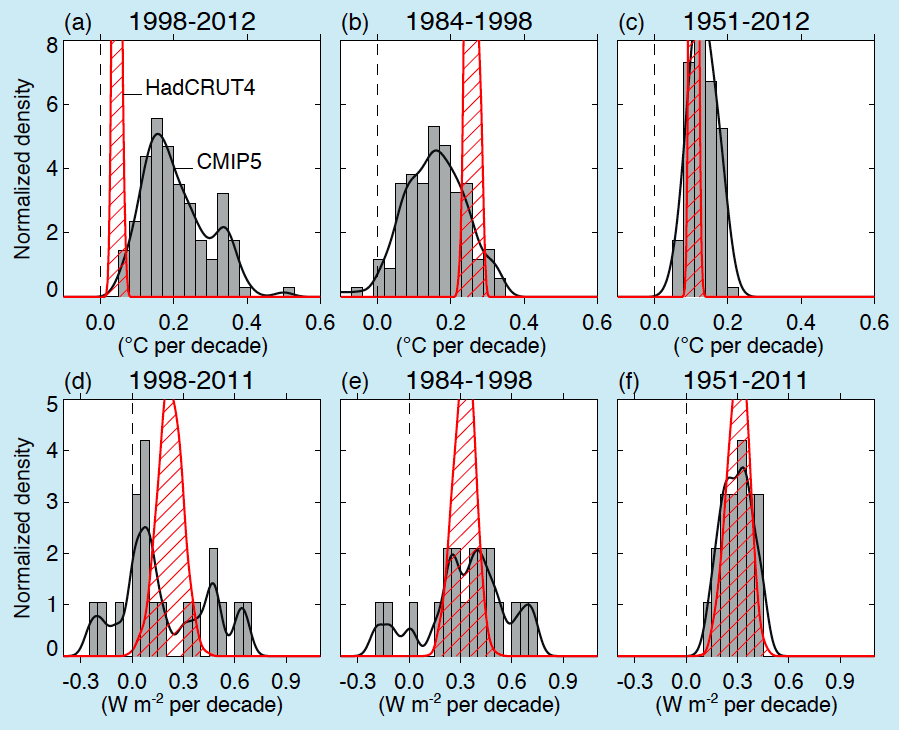 (a) 1998-2012
(b) 1984-1998
(c) 1951-2012
Normalized density
8
6
4
2
0
HadCRUT4
CMIP5
0.0 0.2 0.4 0.6
0.0 0.2 0.4 0.6
0.0 0.2 0.4 0.6
(°C per decade)
(°C per decade)
(°C per decade)
(d) 1998-2011
(e) 1984-1998
(f) 1951-2011
Normalized density
5
4
3
2
1
0
-0.3 0.0 0.3 0.6 0.9
-0.3 0.0 0.3 0.6 0.9
-0.3 0.0 0.3 0.6 0.9
(W m-2 per decade)
(W m-2 per decade)
(W m-2 per decade)